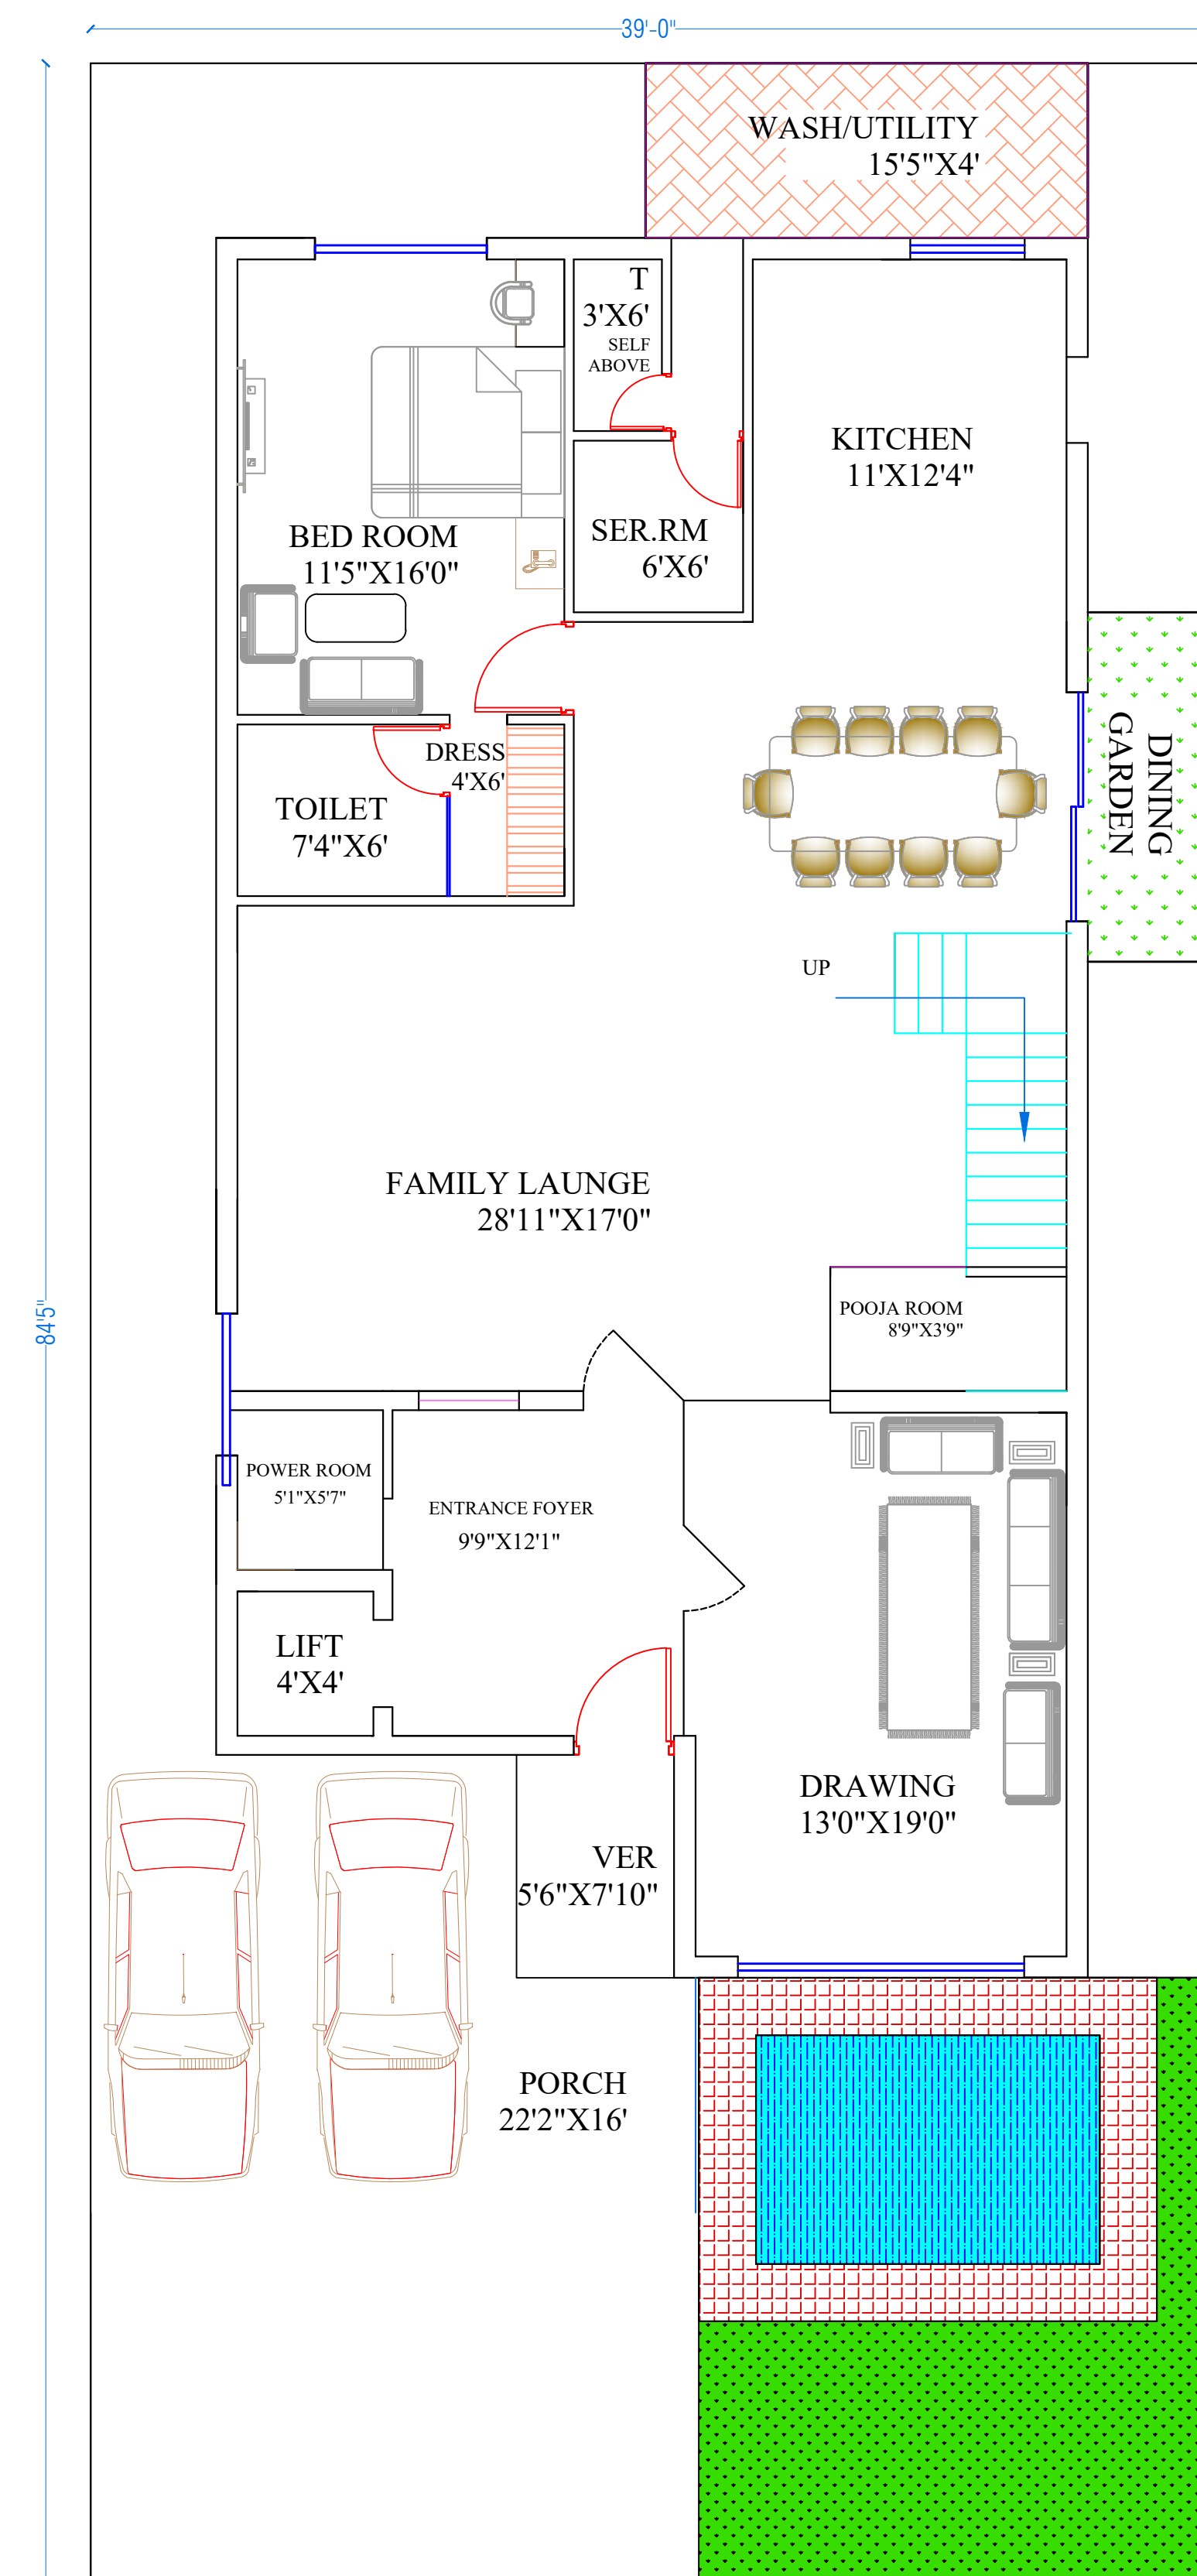 39'-0"
WASH/UTILITY
15'5"X4'
T
3'X6'
SELF
ABOVE
KITCHEN
11'X12'4"
SER.RM
6'X6'
BED ROOM
11'5"X16'0"
DRESS
4'X6'
TOILET
7'4"X6'
DINING
GARDEN
UP
FAMILY LAUNGE
28'11"X17'0"
84'5"
POOJA ROOM
8'9"X3'9"
POWER ROOM
5'1"X5'7"
ENTRANCE FOYER
9'9"X12'1"
LIFT
4'X4'
DRAWING
13'0"X19'0"
VER
5'6"X7'10"
PORCH
22'2"X16'